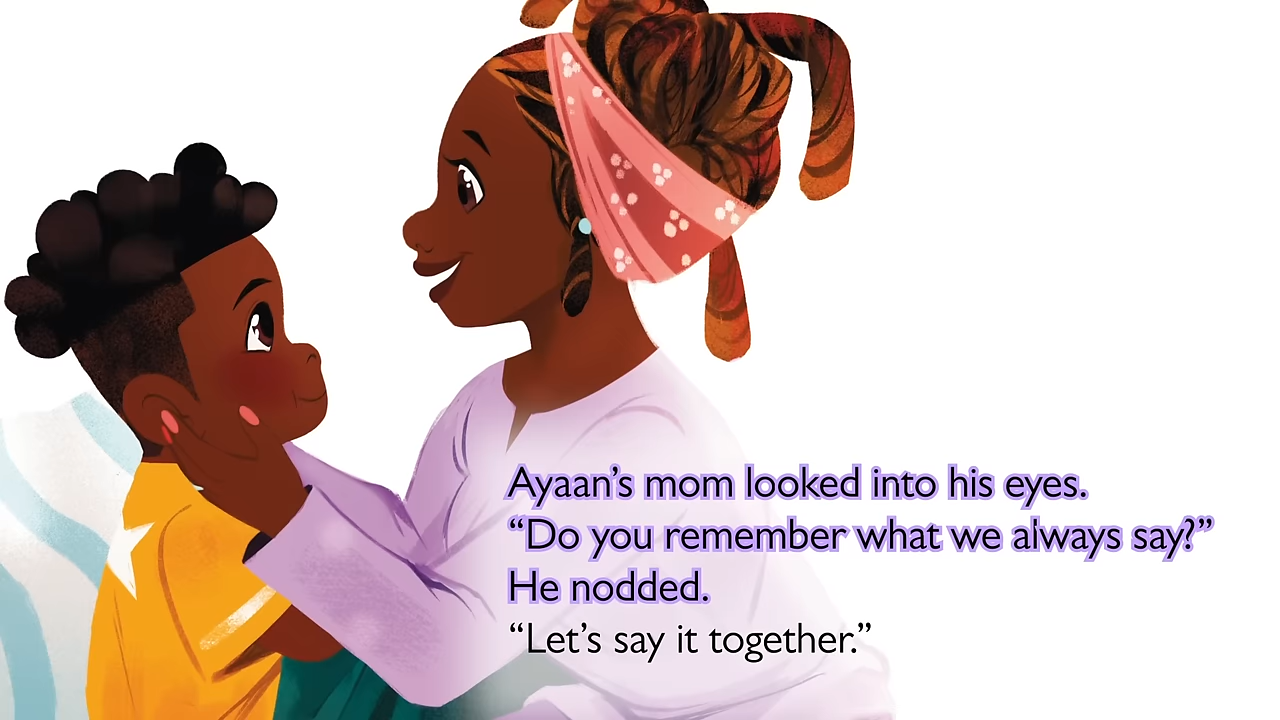 Ayaan’s mom looked into his eyes.
“Do you remember what we always say?”
He nodded.
“Let’s say it together.”